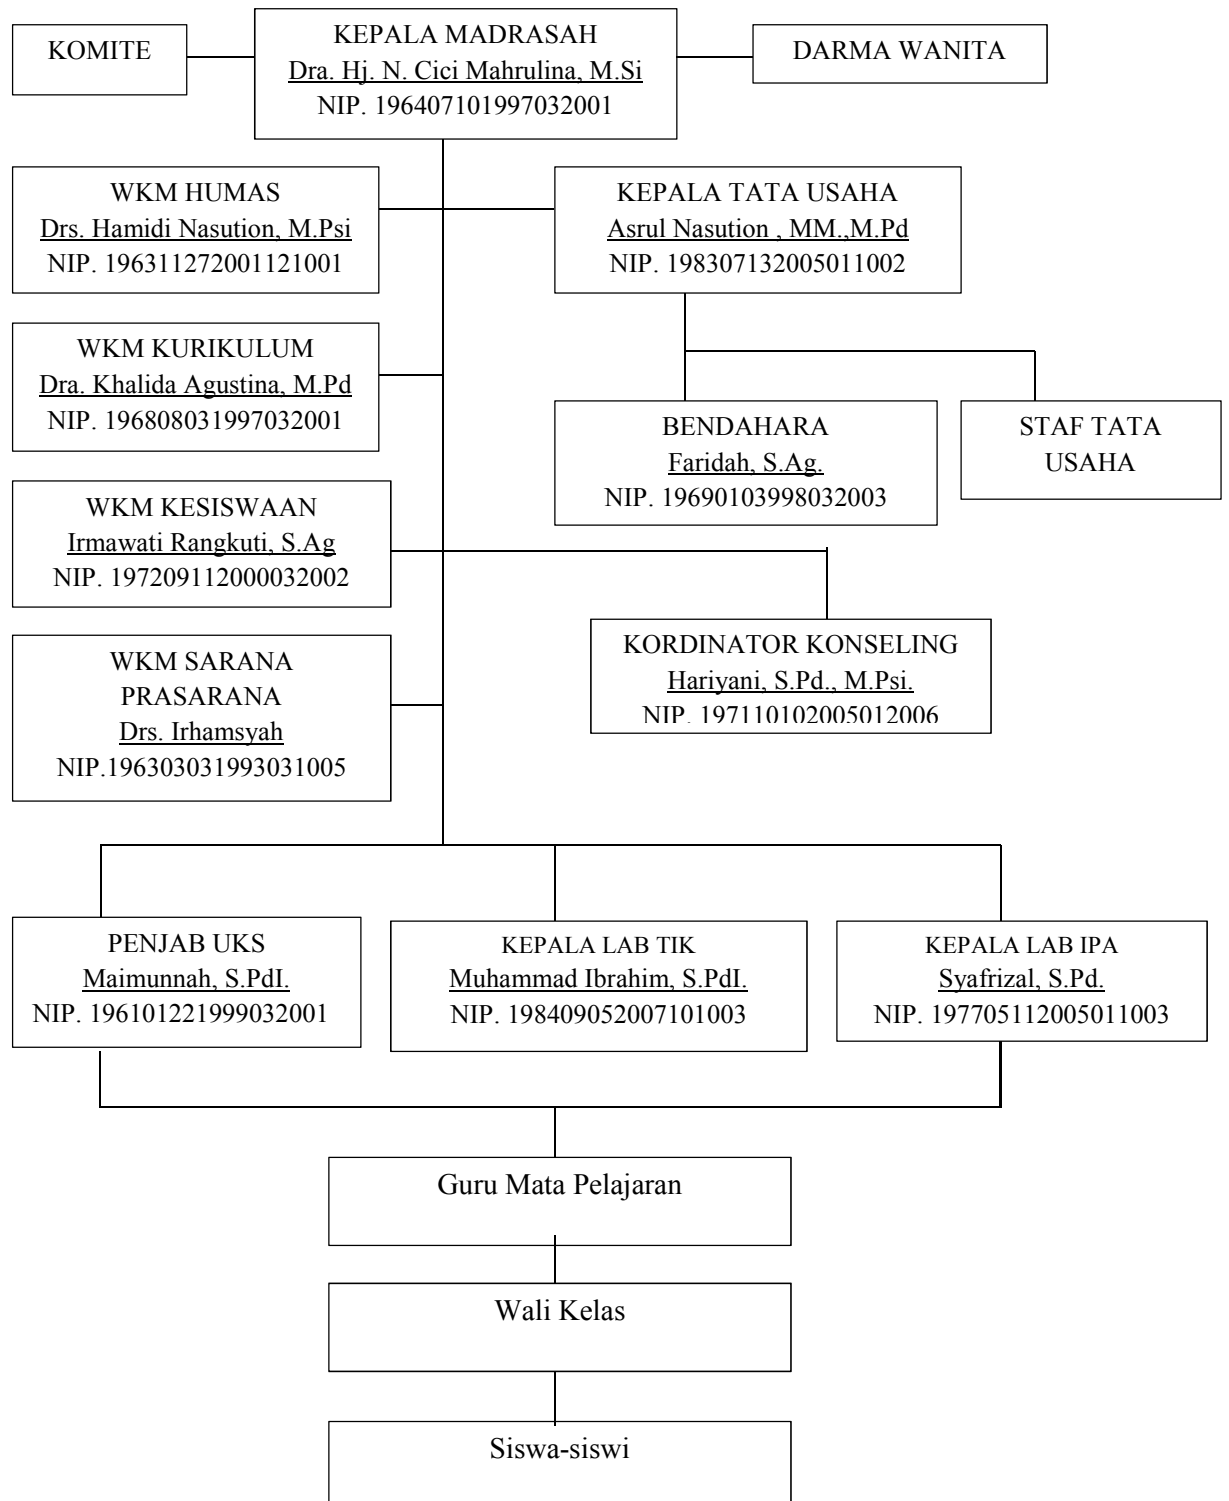 KOMITE
KEPALA MADRASAH
Dra. Hj. N. Cici Mahrulina, M.Si
NIP. 196407101997032001
DARMA WANITA
WKM HUMAS
Drs. Hamidi Nasution, M.Psi
NIP. 196311272001121001
KEPALA TATA USAHA
Asrul Nasution , MM.,M.Pd
NIP. 198307132005011002
WKM KURIKULUM
Dra. Khalida Agustina, M.Pd
NIP. 196808031997032001
BENDAHARA
Faridah, S.Ag.
NIP. 19690103998032003
STAF TATA
USAHA
WKM KESISWAAN
Irmawati Rangkuti, S.Ag
NIP. 197209112000032002
KORDINATOR KONSELING
Hariyani, S.Pd., M.Psi.
NIP. 197110102005012006
WKM SARANA
PRASARANA
Drs. Irhamsyah
NIP.196303031993031005
PENJAB UKS
Maimunnah, S.PdI.
NIP. 196101221999032001
KEPALA LAB TIK
Muhammad Ibrahim, S.PdI.
NIP. 198409052007101003
KEPALA LAB IPA
Syafrizal, S.Pd.
NIP. 197705112005011003
Guru Mata Pelajaran
Wali Kelas
Siswa-siswi